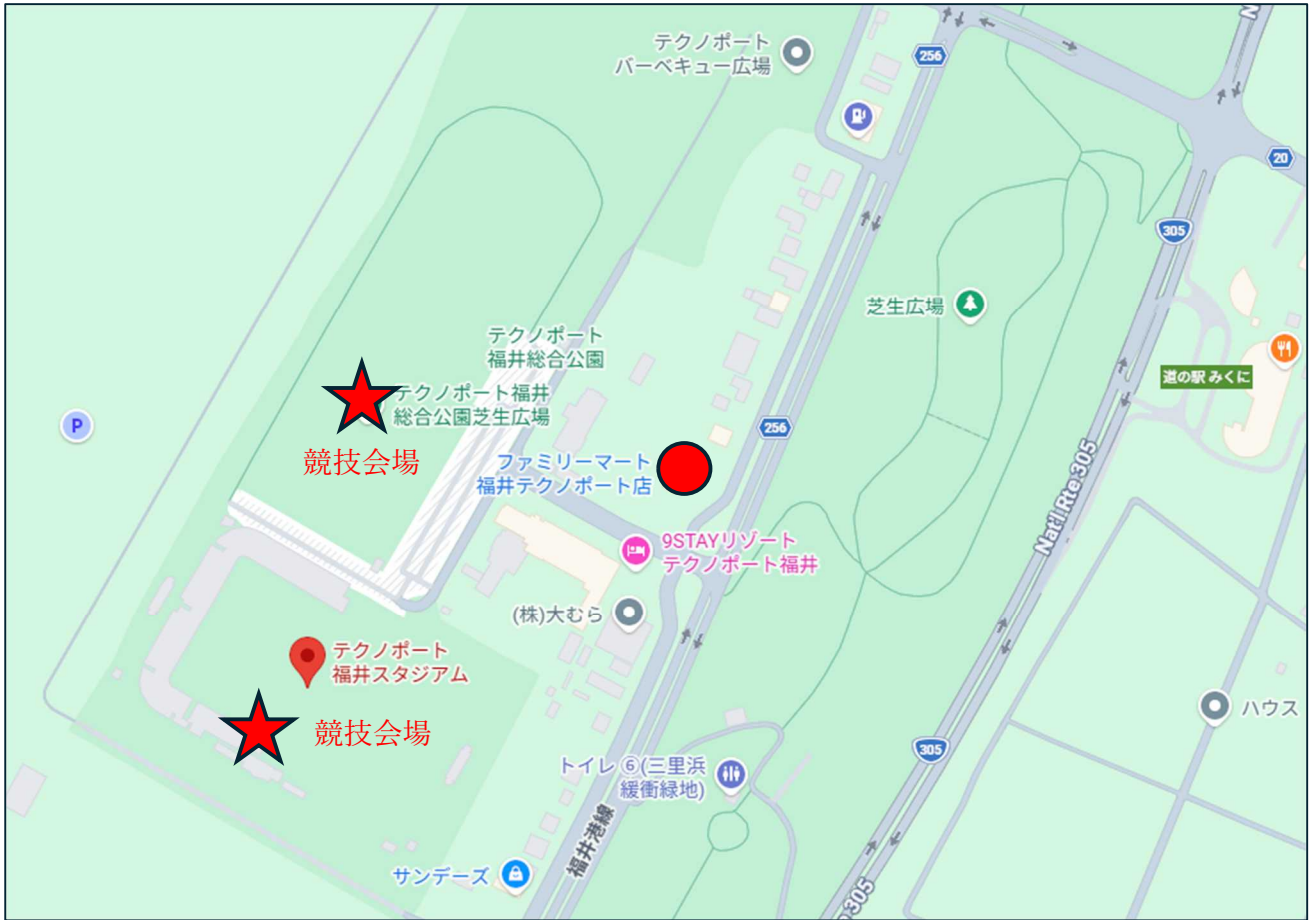 N
テクノポート
バーベキュー広場
256
20
305
芝生広場
テクノポート
福井総合公園
道の駅 みくに
テクノポート福井
総合公園芝生広場
P
256
競技会場
ファミリーマート
福井テクノポート店
Nat'l Rte 305
9STAYリゾート
テクノポート福井
(株)大むら
テクノポート
福井スタジアム
ハウス
競技会場
305
トイレ ⑥(三里浜
緩衝緑地)
福井港線
サンデーズ
305